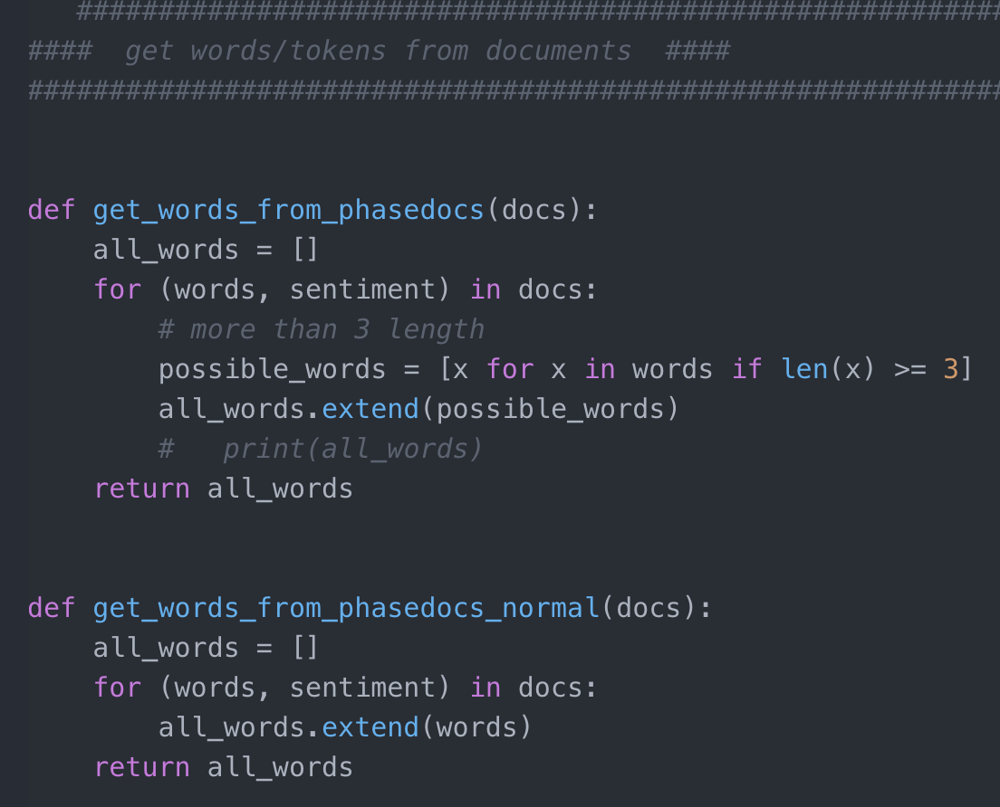 ############################################################
####  get words/tokens from documents  ####
############################################################
def get_words_from_phasedocs(docs):
    all_words = []
    for (words, sentiment) in docs:
        # more than 3 length
        possible_words = [x for x in words if len(x) >= 3]
        all_words.extend(possible_words)
        #   print(all_words)
    return all_words
def get_words_from_phasedocs_normal(docs):
    all_words = []
    for (words, sentiment) in docs:
        all_words.extend(words)
    return all_words